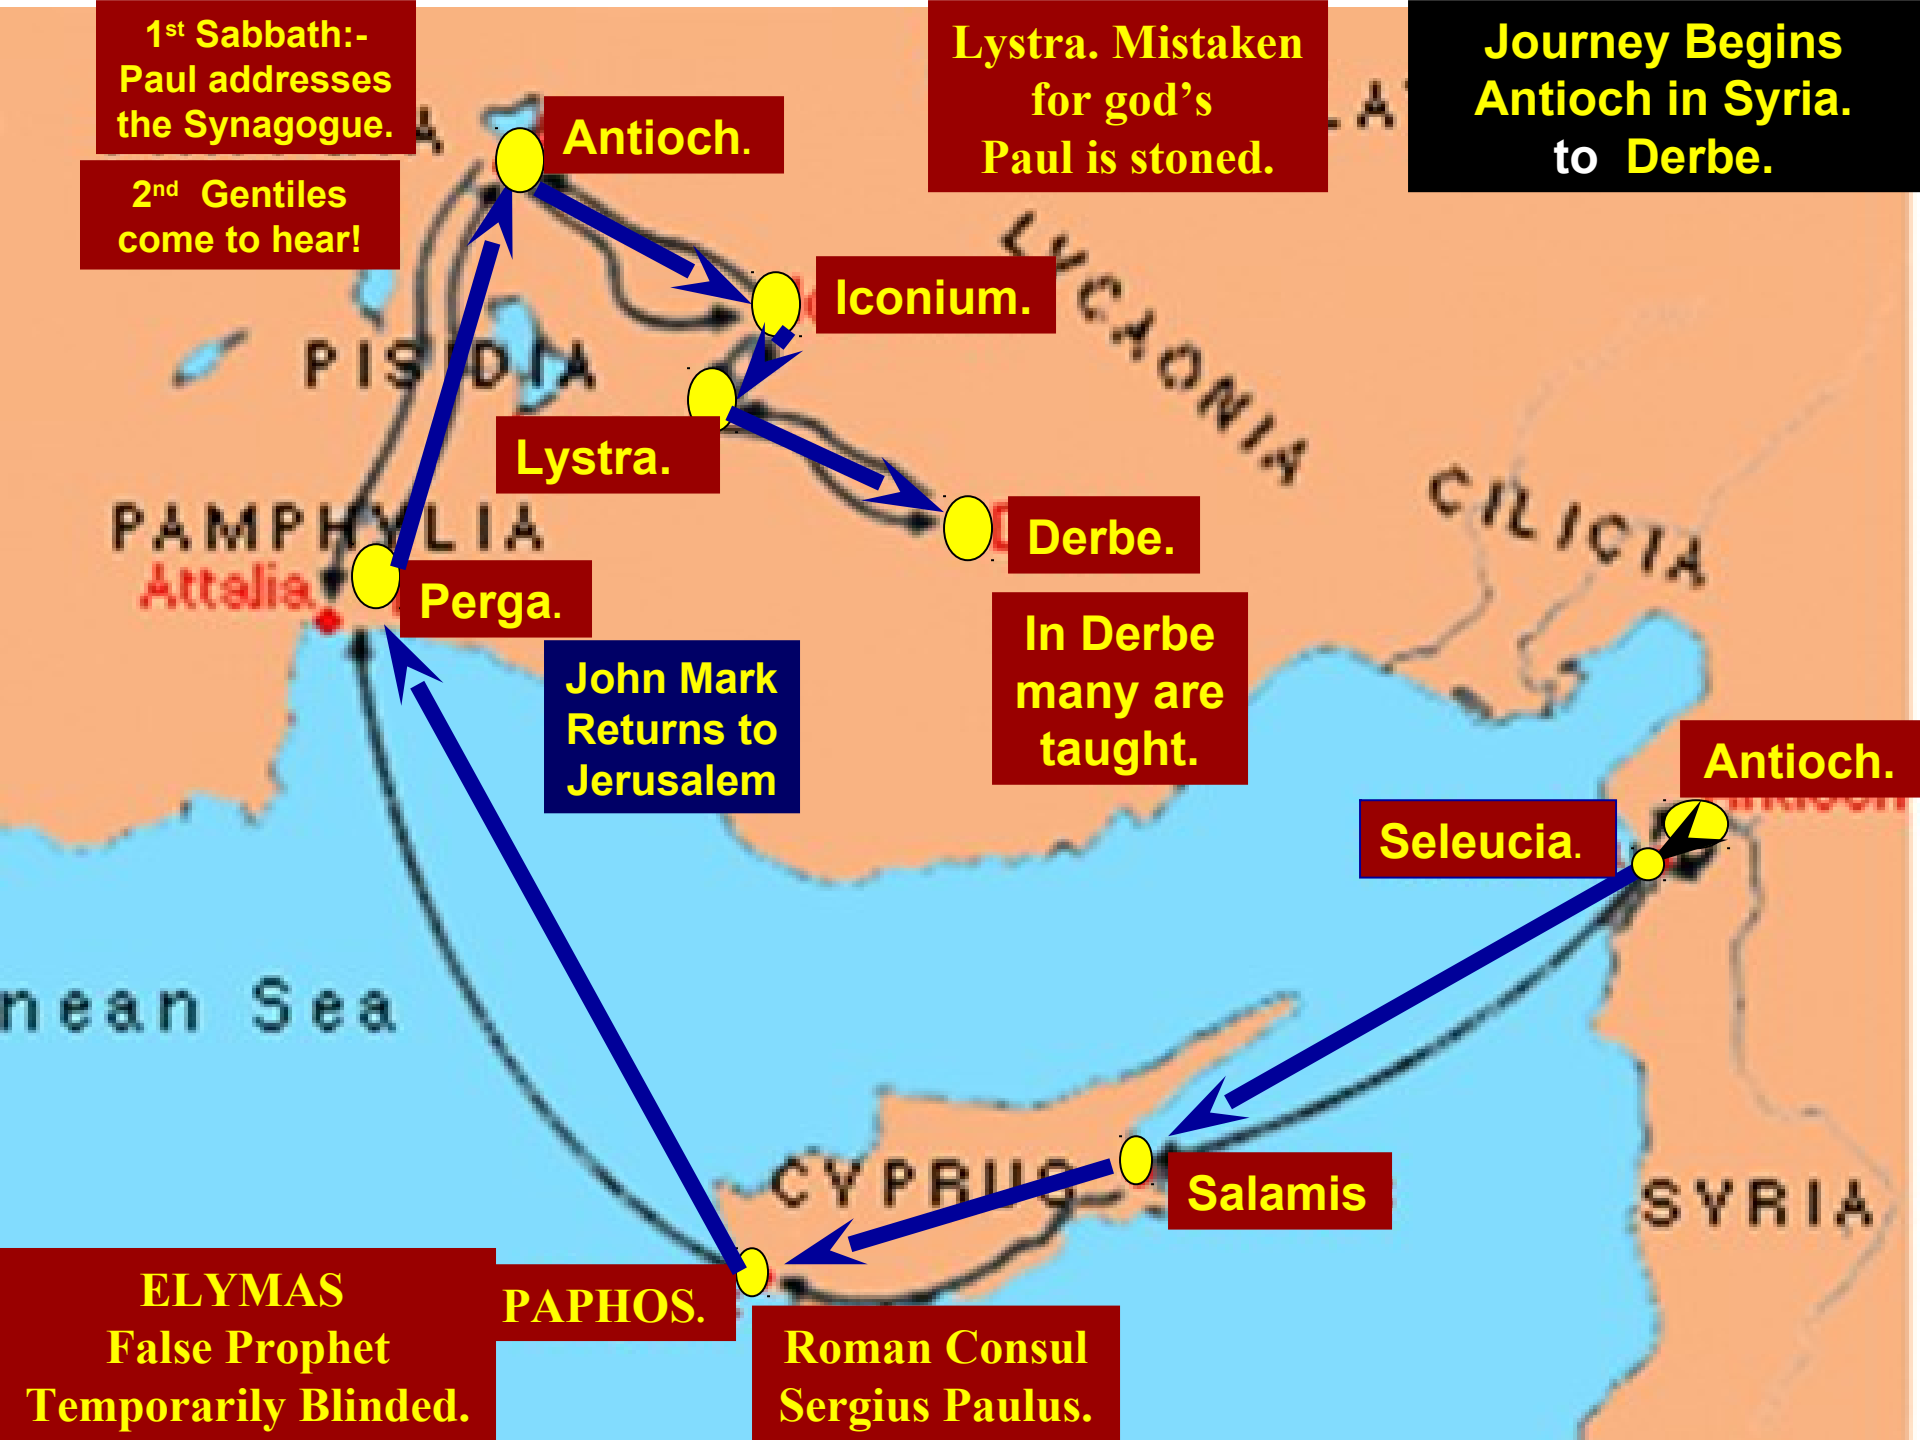 1st Sabbath:-
Paul addresses
the Synagogue.
2nd Gentiles
come to hear!
Antioch.
Lystra. Mistaken
for god's
Paul is stoned.
Journey Begins
Antioch in Syria.
to Derbe.
Iconium.
LYCAONIA
PISIDIA
Lystra.
CILICIA
PAMPHYLIA
Attalia
Perga.
Derbe.
John Mark
Returns to
Jerusalem
In Derbe
many are
taught.
Antioch.
Seleucia.
nean Sea
CYPRUS
Salamis
SYRIA
ELYMAS
False Prophet
Temporarily Blinded.
PAPHOS.
Roman Consul
Sergius Paulus.